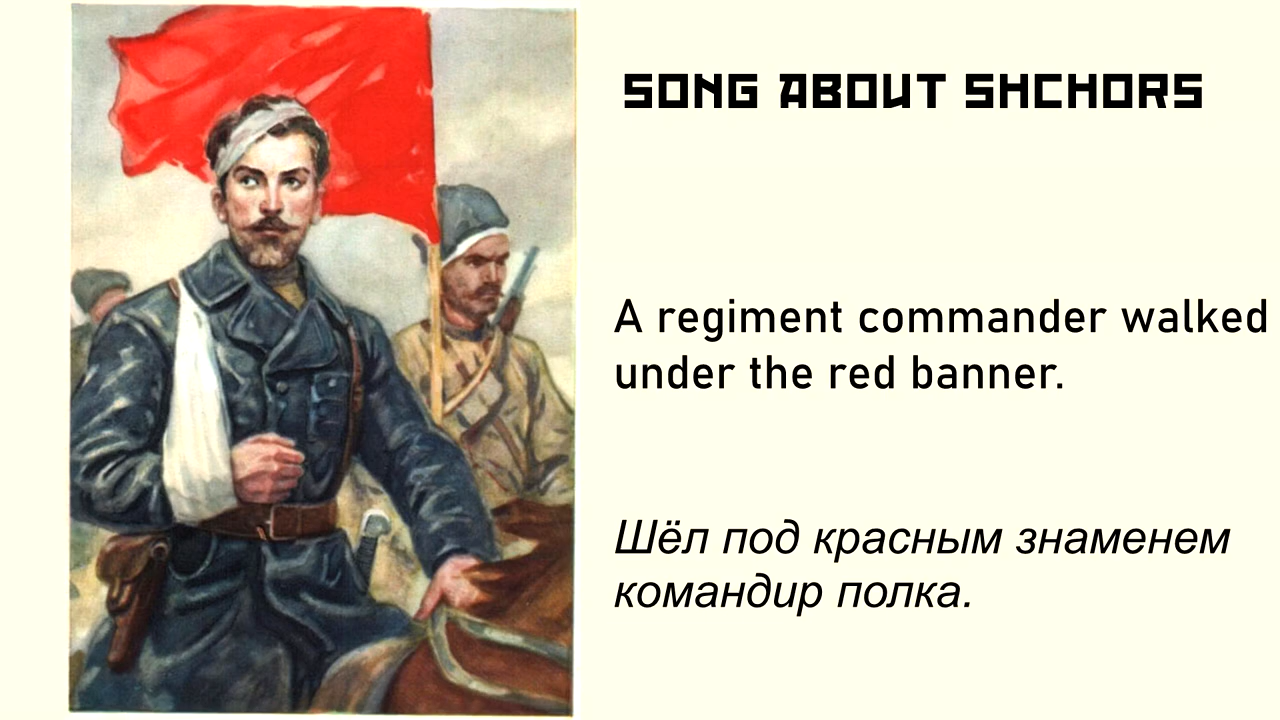 SONG ABOUT SHCHORS
A regiment commander walked
under the red banner.
Шёл под красным знаменем
командир полка.